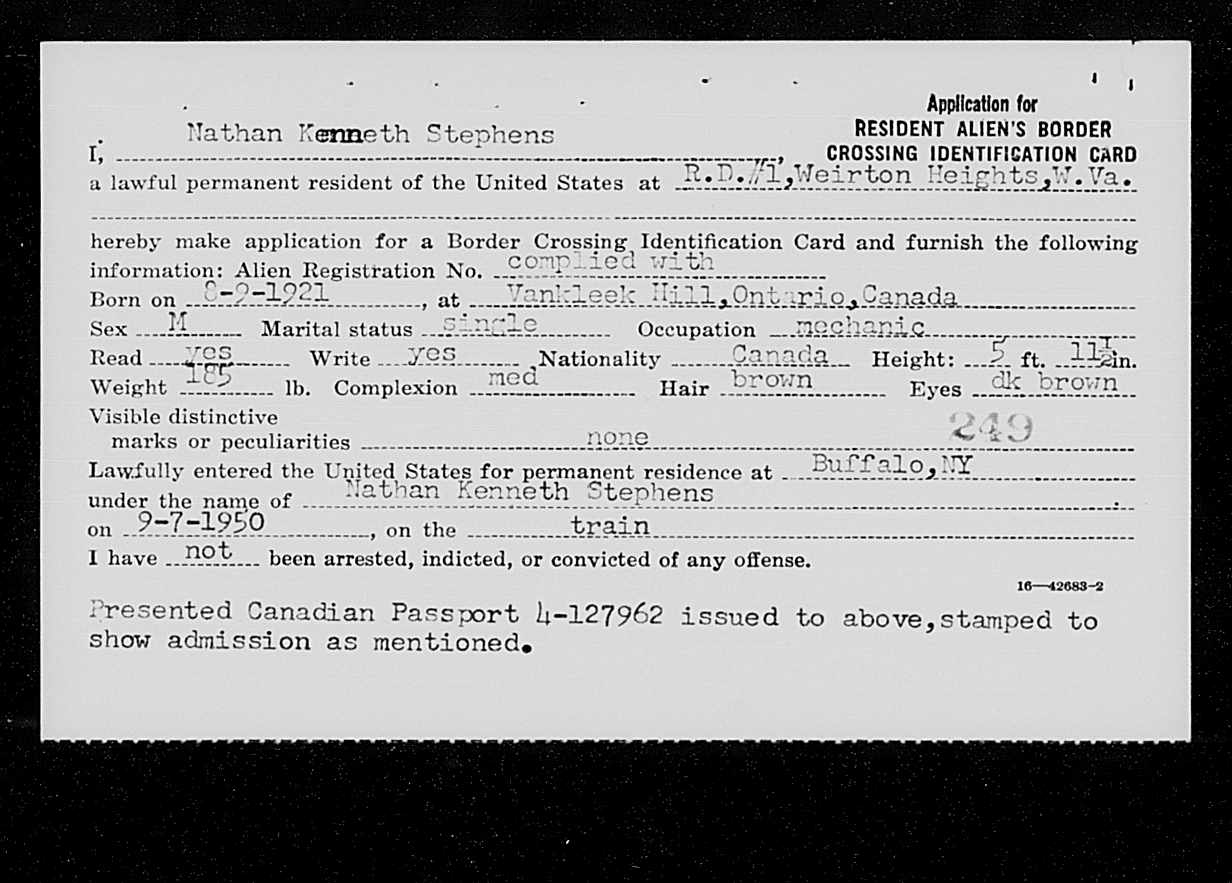 Application for
RESIDENT ALIEN'S BORDER
CROSSING IDENTIFICATION CARD
I, Nathan Kenneth Stephens,
a lawful permanent resident of the United States at R.D.#1,Weirton Heights,W.Va.
hereby make application for a Border Crossing Identification Card and furnish the following
information: Alien Registration No. complied with
Born on 8-9-1921, at Vankleek Hill,Ontario,Canada
Sex M Marital status single Occupation mechanic
Read yes Write yes Nationality Canada Height: 5 ft. 11½in.
Weight 185 lb. Complexion med Hair brown Eyes dk brown
Visible distinctive
marks or peculiarities none 249
Lawfully entered the United States for permanent residence at Buffalo,NY
under the name of Nathan Kenneth Stephens
on 9-7-1950, on the train
I have not been arrested, indicted, or convicted of any offense.
16—42683-2
Presented Canadian Passport 4-127962 issued to above,stamped to
show admission as mentioned.